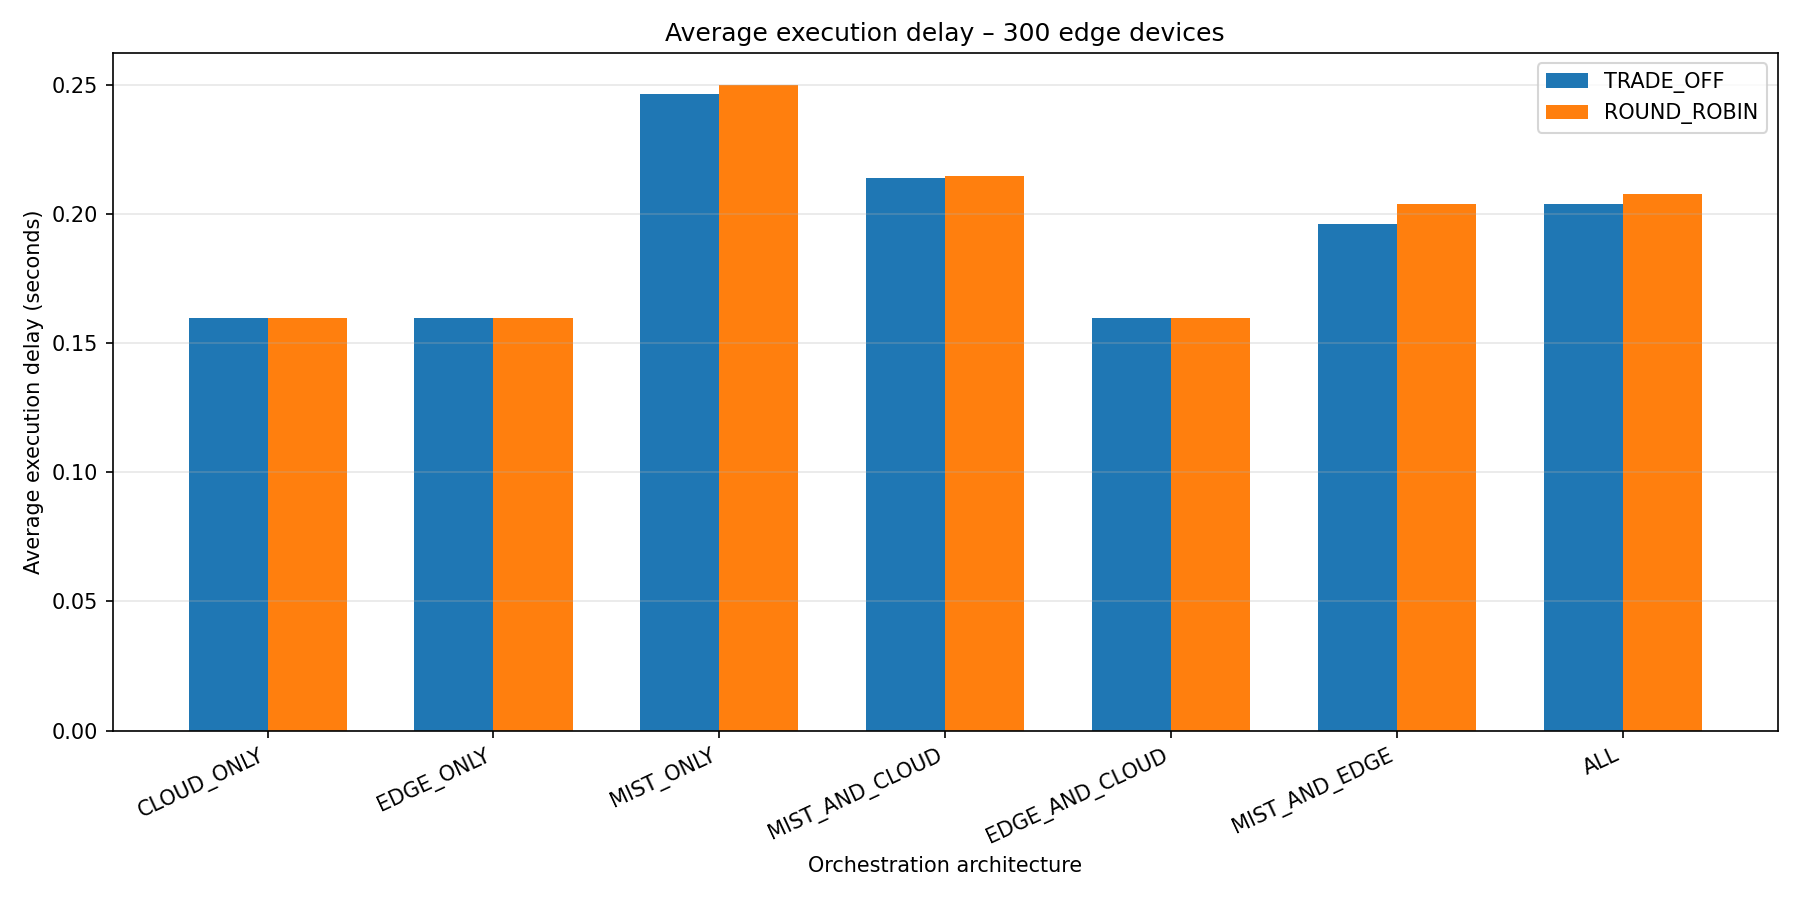 Average execution delay – 300 edge devices
TRADE_OFF
ROUND_ROBIN
Average execution delay (seconds)
0.25
0.20
0.15
0.10
0.05
0.00
CLOUD_ONLY
EDGE_ONLY
MIST_ONLY
MIST_AND_CLOUD
EDGE_AND_CLOUD
MIST_AND_EDGE
ALL
Orchestration architecture